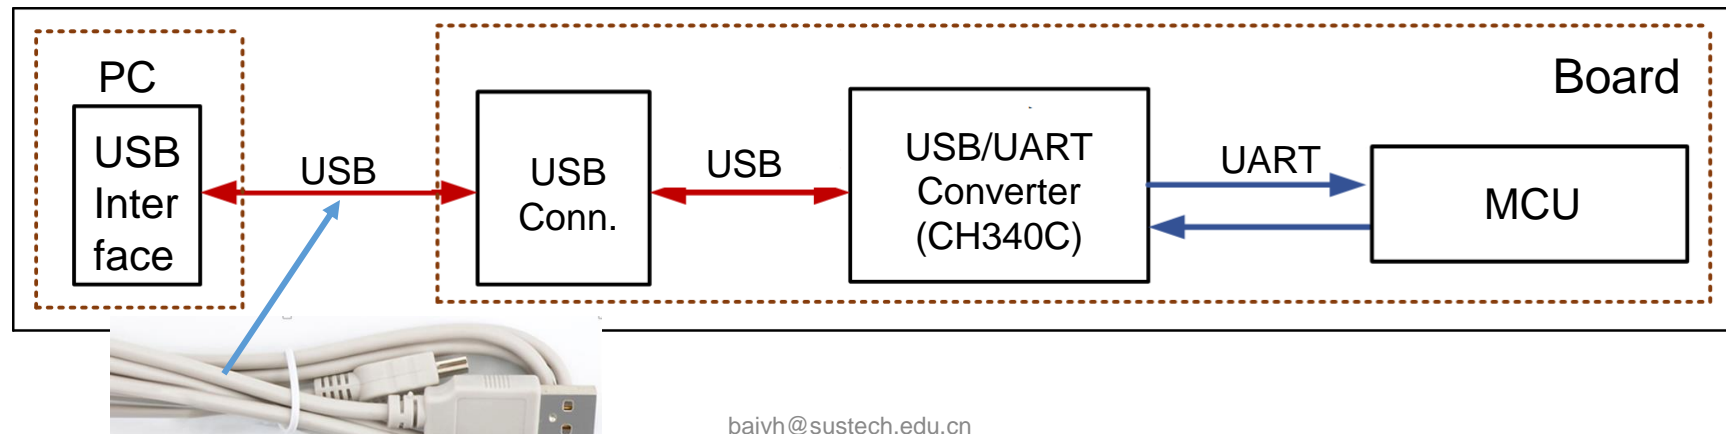 PC
USB
Inter
face
USB
USB
Conn.
USB
USB/UART
Converter
(CH340C)
UART
MCU
Board
baiyh@sustech.edu.cn